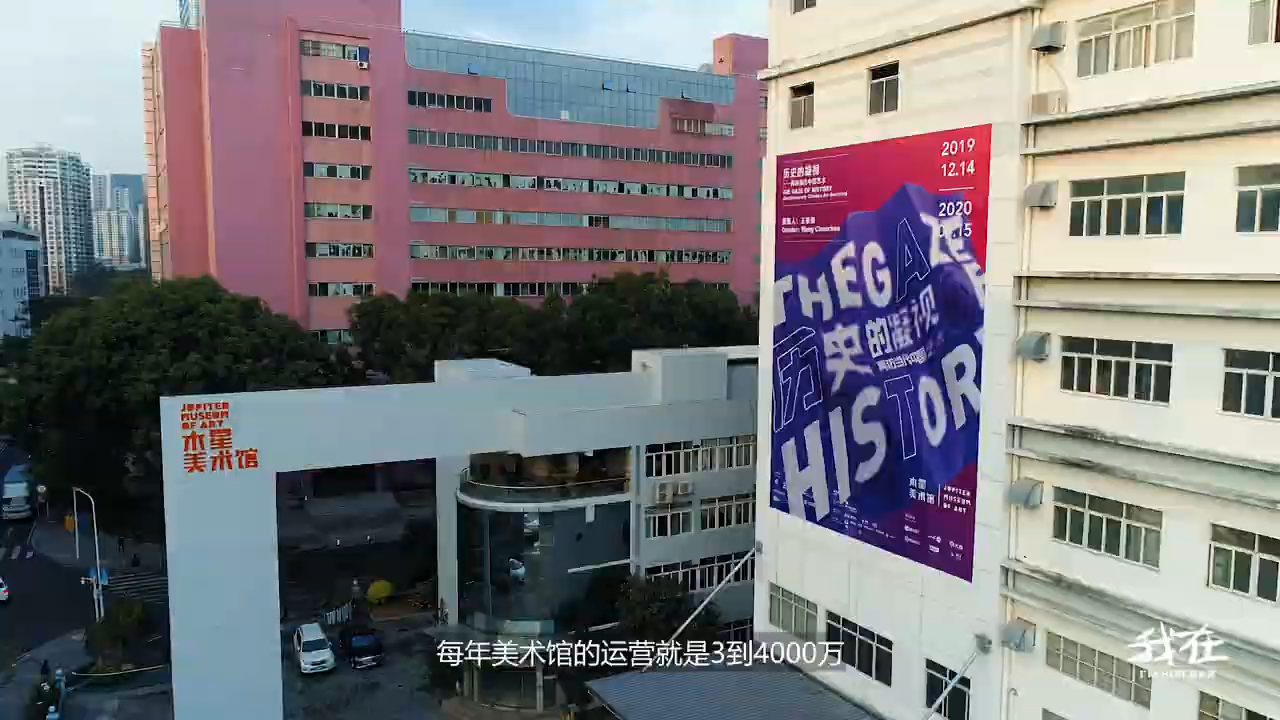 JUPITER
MUSEUM
OF ART
木星
美术馆
历史的凝视
THE GAZE OF HISTORY
2019
12.14
2020
THE GAZE
历史的凝视
HISTORY
木星
美术馆
JUPITER
MUSEUM
OF ART
每年美术馆的运营就是3到4000万
我在
I'M HERE